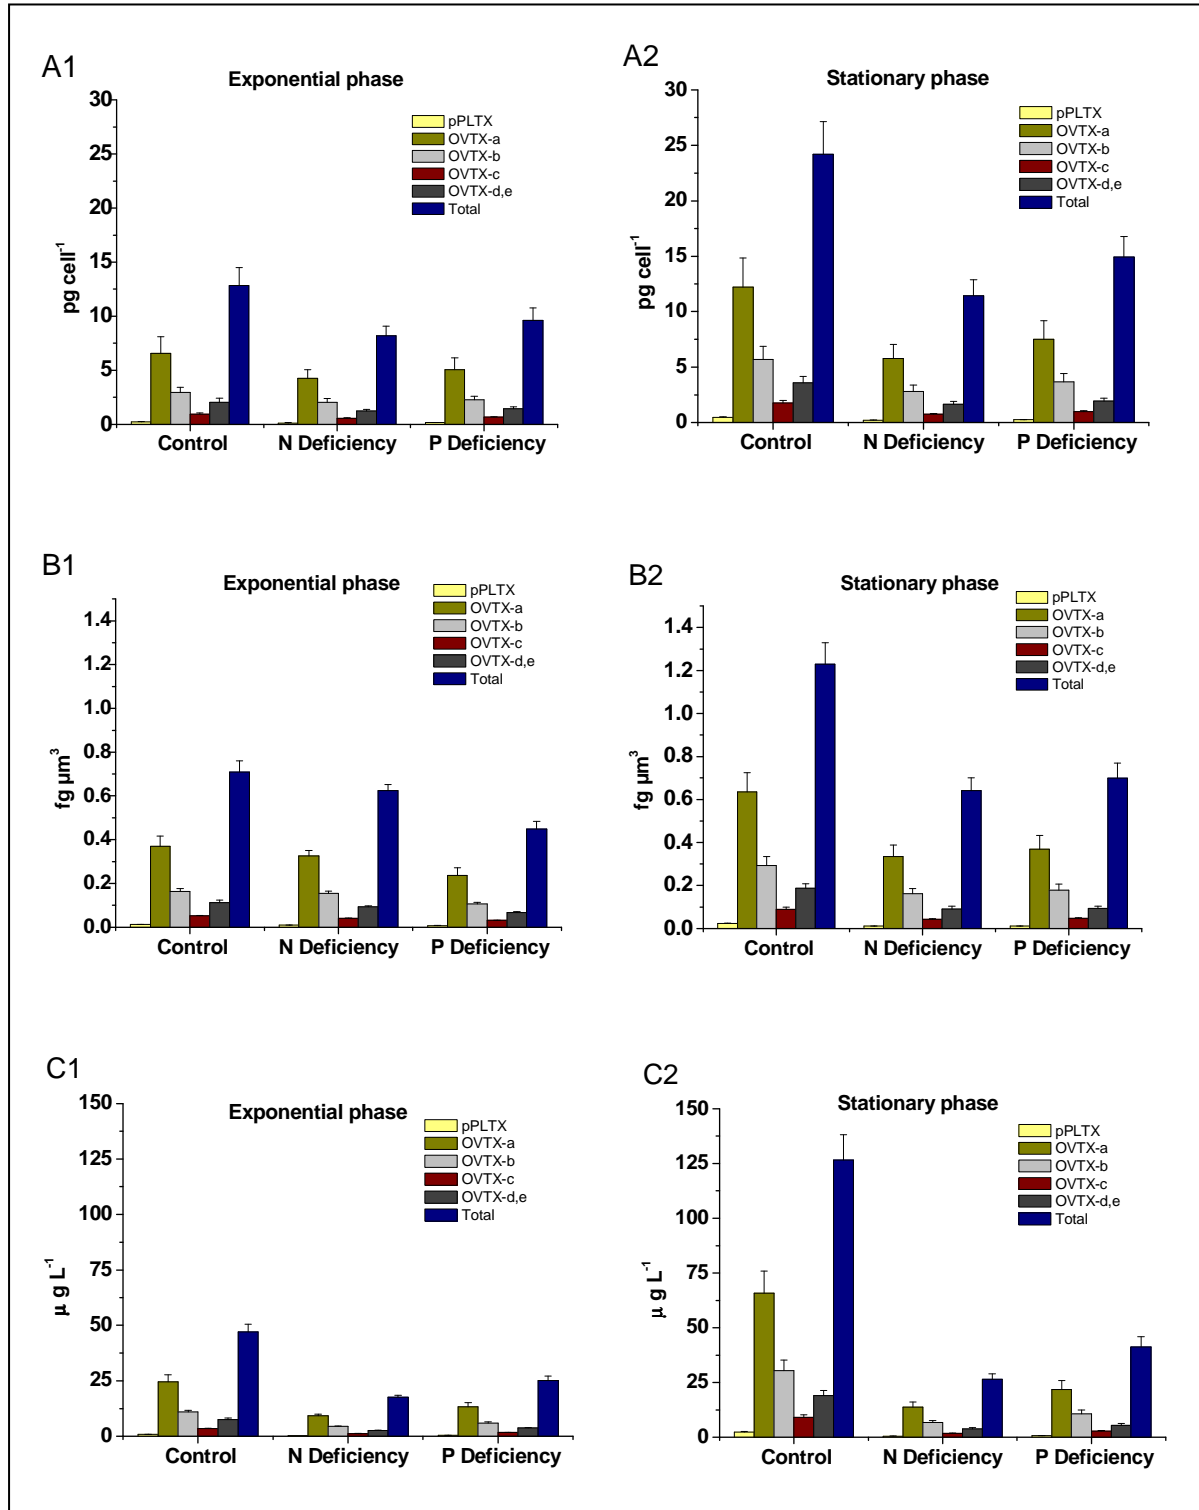 A1
Exponential phase
30
25
20
15
10
5
0
pg cell⁻¹
pPLTX
OVTX-a
OVTX-b
OVTX-c
OVTX-d,e
Total
Control N Deficiency P Deficiency
A2
Stationary phase
30
25
20
15
10
5
0
pg cell⁻¹
pPLTX
OVTX-a
OVTX-b
OVTX-c
OVTX-d,e
Total
Control N Deficiency P Deficiency
B1
Exponential phase
1.4
1.2
1.0
0.8
0.6
0.4
0.2
0.0
fg µm³
pPLTX
OVTX-a
OVTX-b
OVTX-c
OVTX-d,e
Total
Control N Deficiency P Deficiency
B2
Stationary phase
1.4
1.2
1.0
0.8
0.6
0.4
0.2
0.0
fg µm³
pPLTX
OVTX-a
OVTX-b
OVTX-c
OVTX-d,e
Total
Control N Deficiency P Deficiency
C1
Exponential phase
150
125
100
75
50
25
0
µ g L⁻¹
pPLTX
OVTX-a
OVTX-b
OVTX-c
OVTX-d,e
Total
Control N Deficiency P Deficiency
C2
Stationary phase
150
125
100
75
50
25
0
µ g L⁻¹
pPLTX
OVTX-a
OVTX-b
OVTX-c
OVTX-d,e
Total
Control N Deficiency P Deficiency